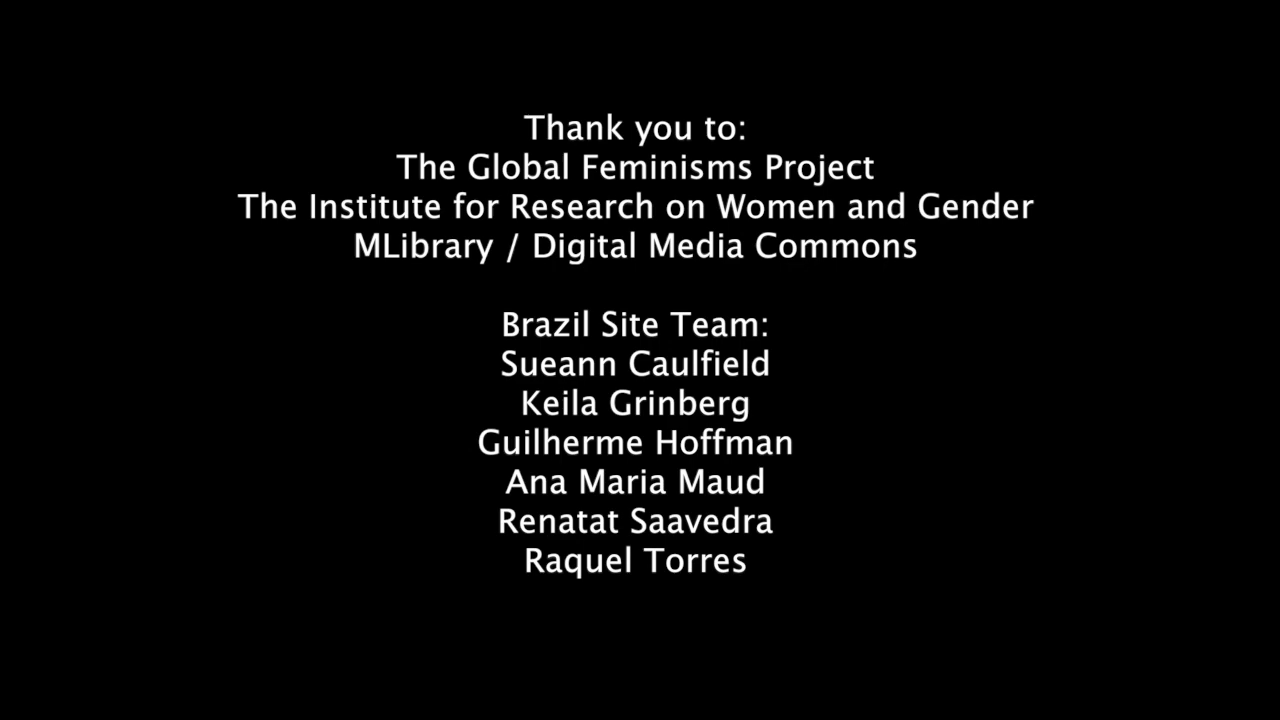 Thank you to:
The Global Feminisms Project
The Institute for Research on Women and Gender
MLibrary / Digital Media Commons
Brazil Site Team:
Sueann Caulfield
Keila Grinberg
Guilherme Hoffman
Ana Maria Maud
Renatat Saavedra
Raquel Torres